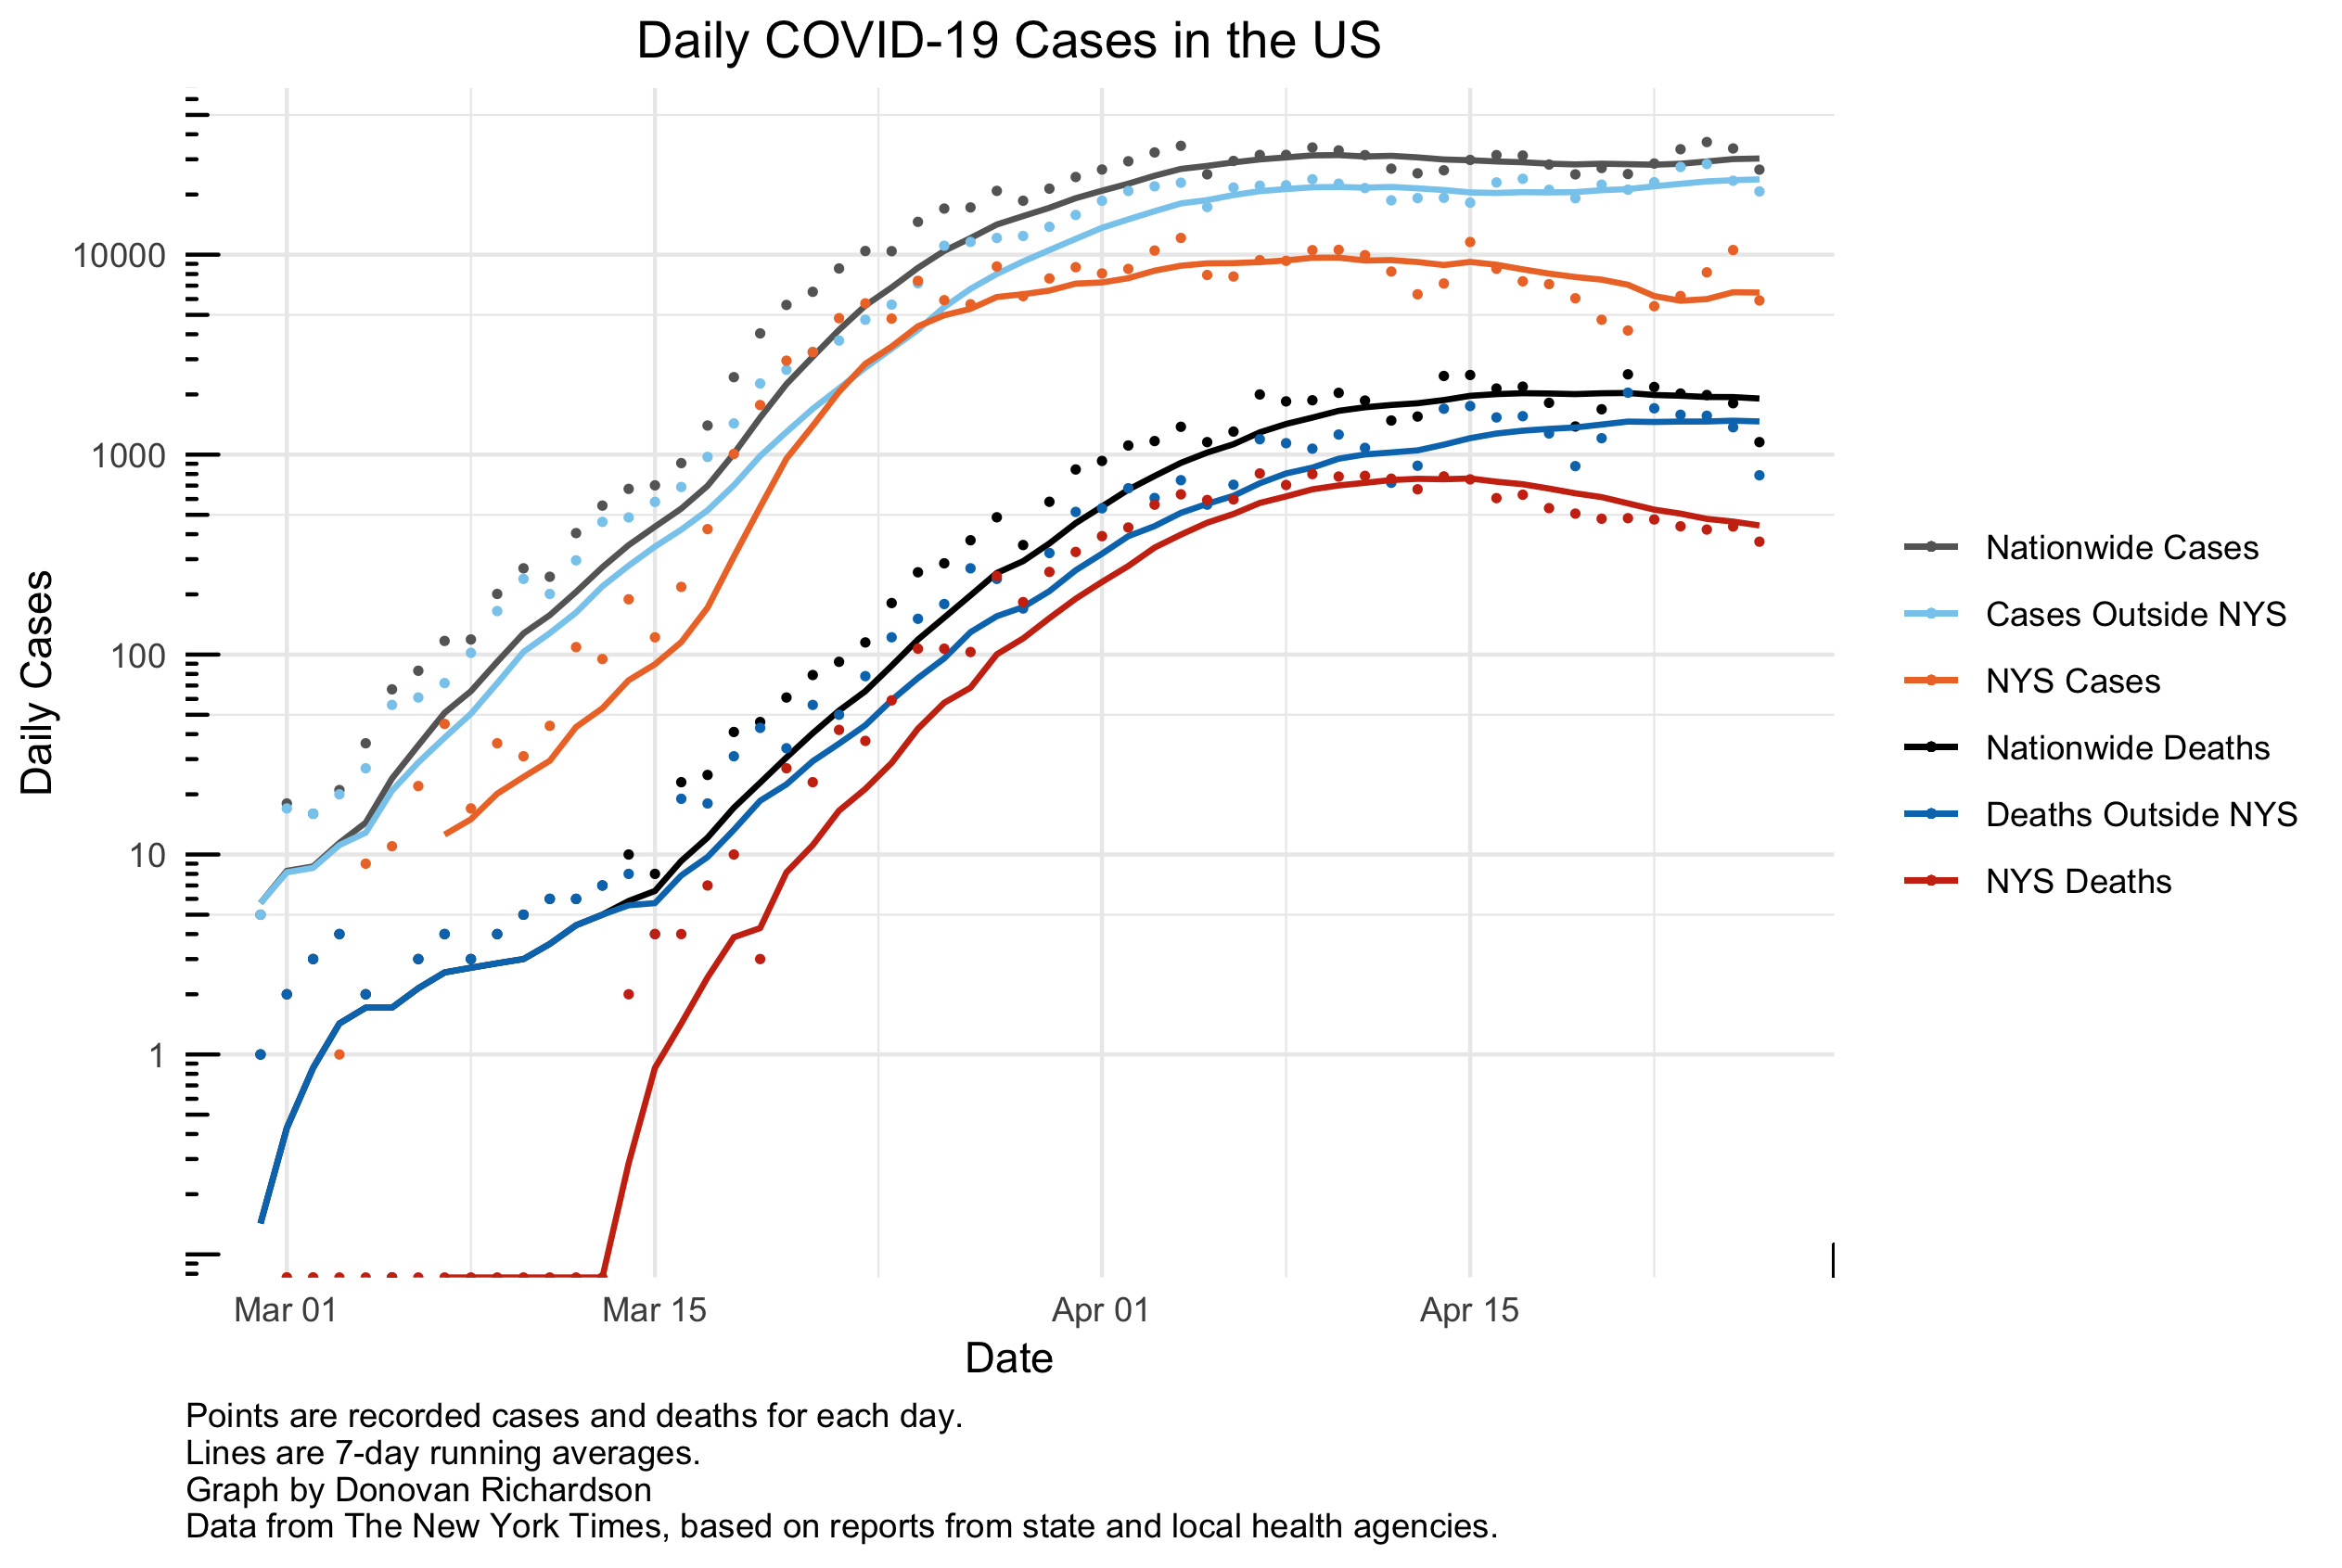 Daily COVID-19 Cases in the US
Daily Cases
10000
1000
100
10
1
Mar 01
Mar 15
Apr 01
Apr 15
Date
Nationwide Cases
Cases Outside NYS
NYS Cases
Nationwide Deaths
Deaths Outside NYS
NYS Deaths
Points are recorded cases and deaths for each day.
Lines are 7-day running averages.
Graph by Donovan Richardson
Data from The New York Times, based on reports from state and local health agencies.